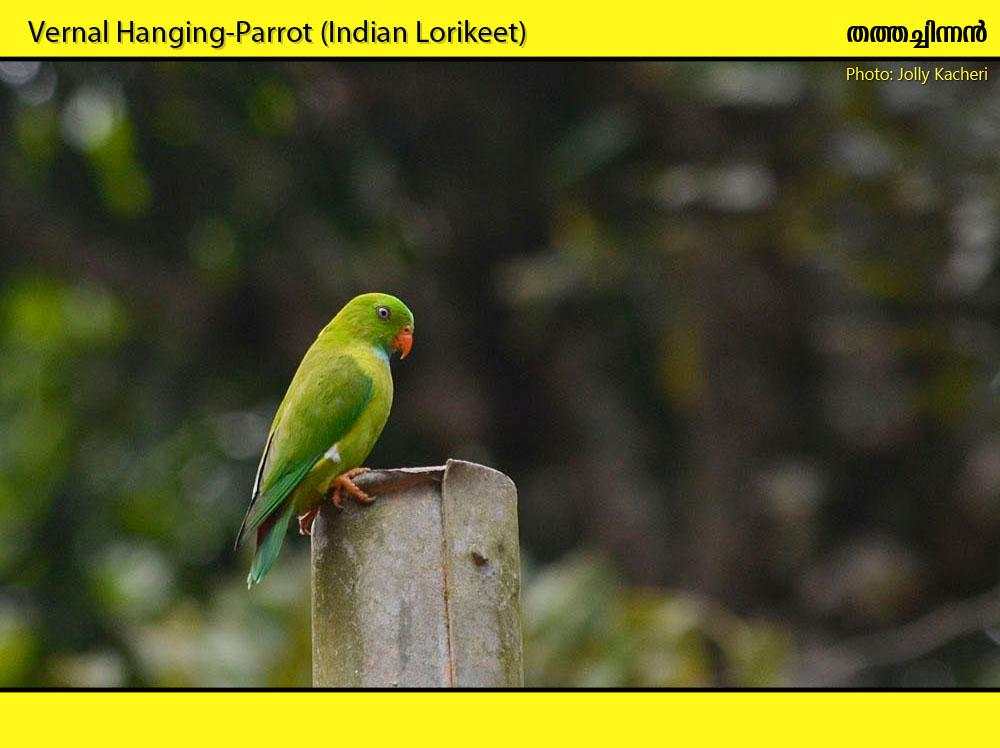 Vernal Hanging-Parrot (Indian Lorikeet)
തത്തച്ചിന്നൻ
Photo: Jolly Kacheri